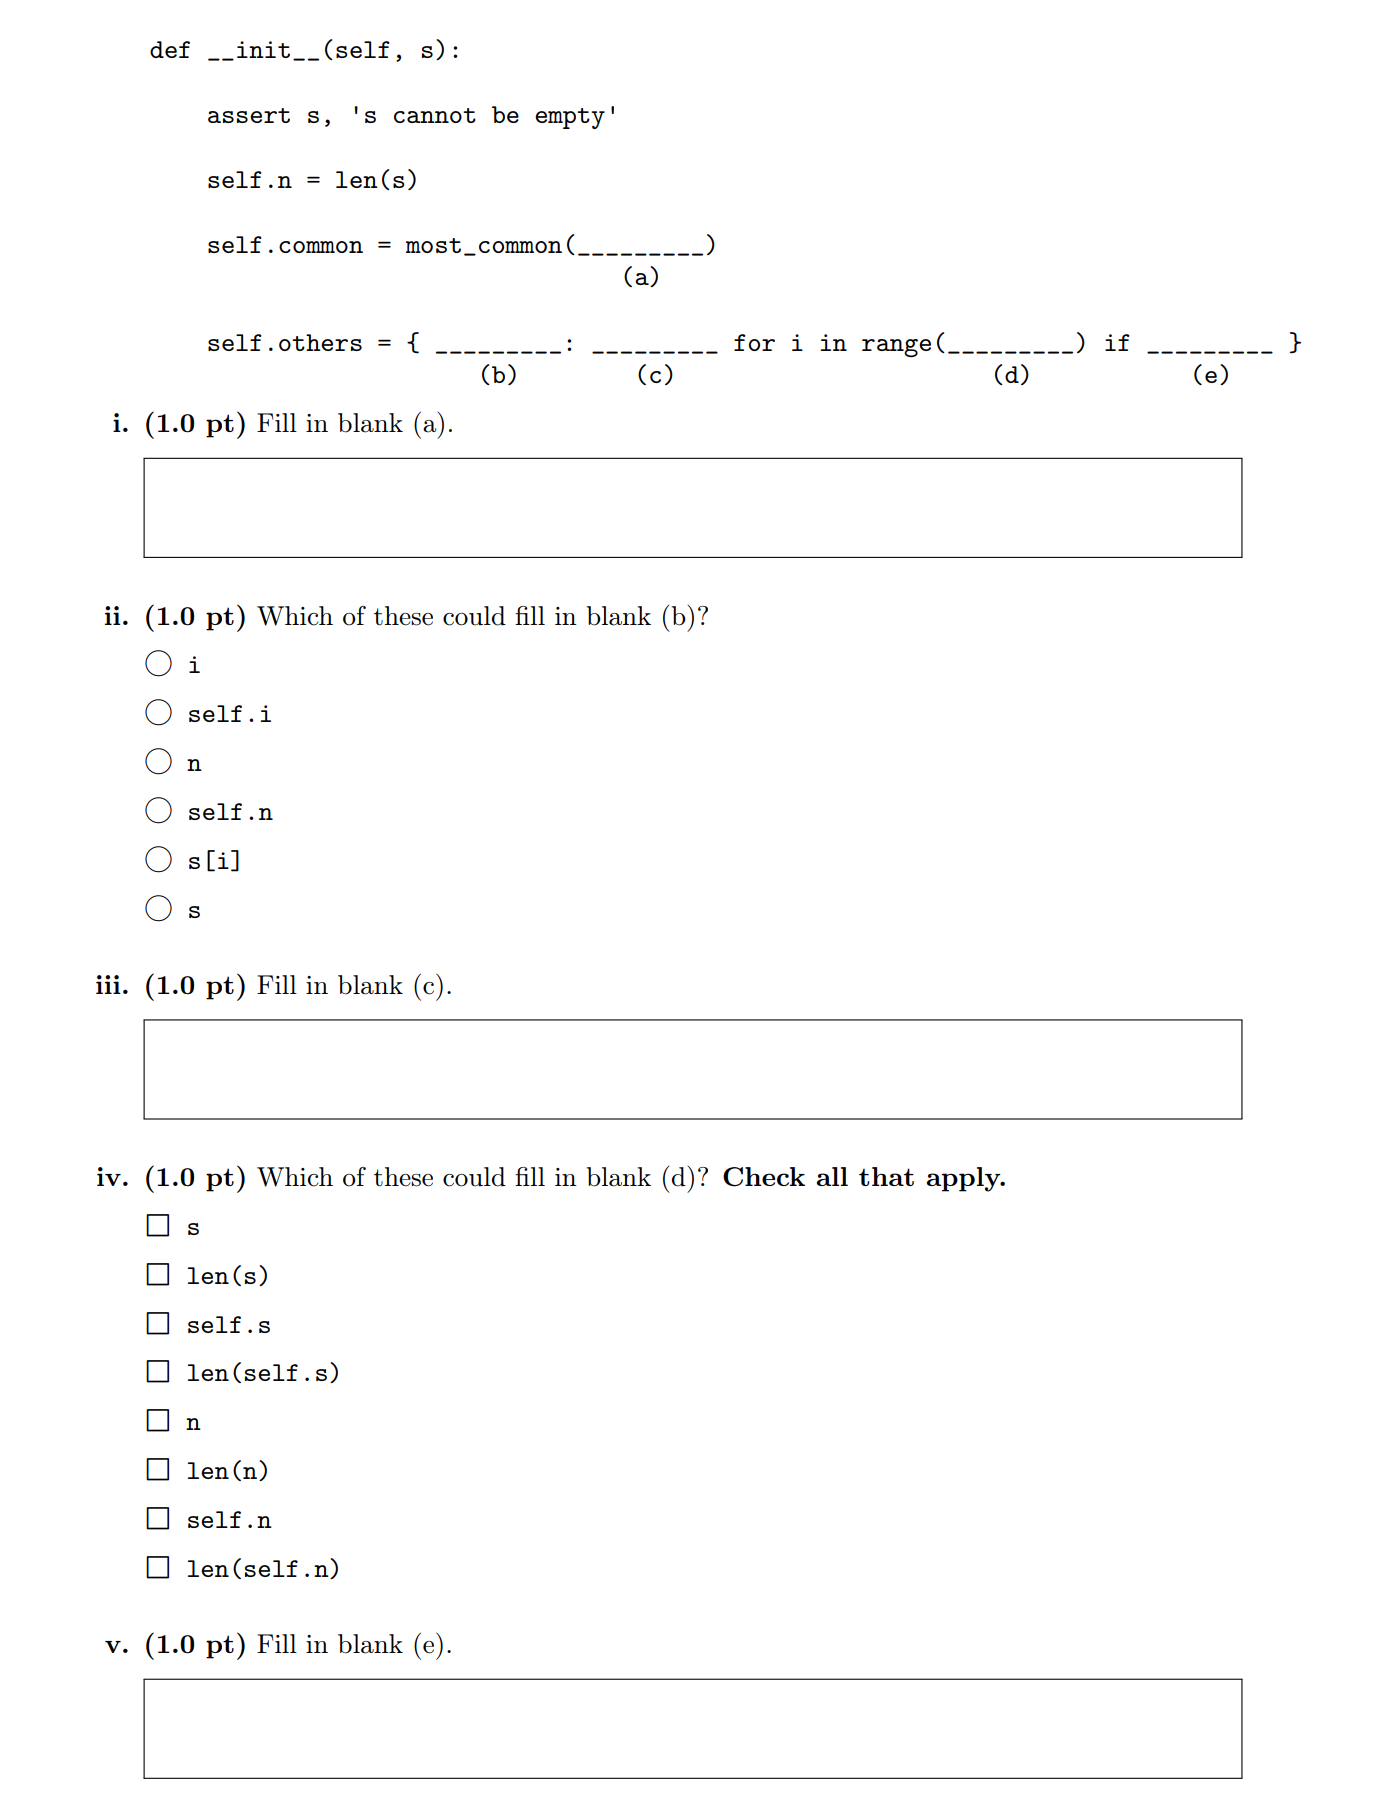 def __init__(self, s):
assert s, 's cannot be empty'
self.n = len(s)
self.common = most_common(_________)
(a)
self.others = { _________: _________ for i in range(_________) if _________ }
(b) (c) (d) (e)
i. (1.0 pt) Fill in blank (a).
ii. (1.0 pt) Which of these could fill in blank (b)?
i
self.i
n
self.n
s[i]
s
iii. (1.0 pt) Fill in blank (c).
iv. (1.0 pt) Which of these could fill in blank (d)? Check all that apply.
s
len(s)
self.s
len(self.s)
n
len(n)
self.n
len(self.n)
v. (1.0 pt) Fill in blank (e).